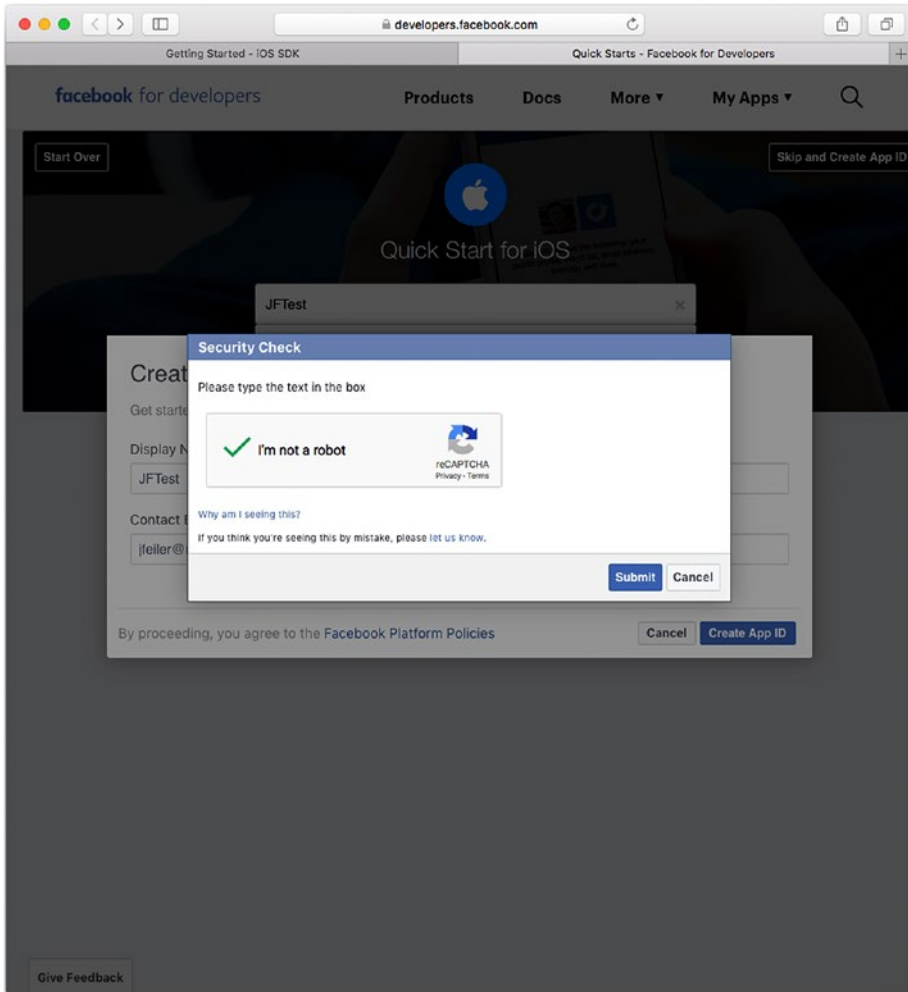 developers.facebook.com
Getting Started - iOS SDK
Quick Starts - Facebook for Developers
+
facebook for developers
Products
Docs
More ▼
My Apps ▼
Start Over
Skip and Create App ID
Quick Start for iOS
JFTest
Security Check
Creat
Please type the text in the box
Get starte
I'm not a robot
reCAPTCHA
Privacy - Terms
Display N
JFTest
Why am I seeing this?
Contact E
If you think you're seeing this by mistake, please let us know.
jfeiler@
Submit
Cancel
By proceeding, you agree to the Facebook Platform Policies
Cancel
Create App ID
Give Feedback